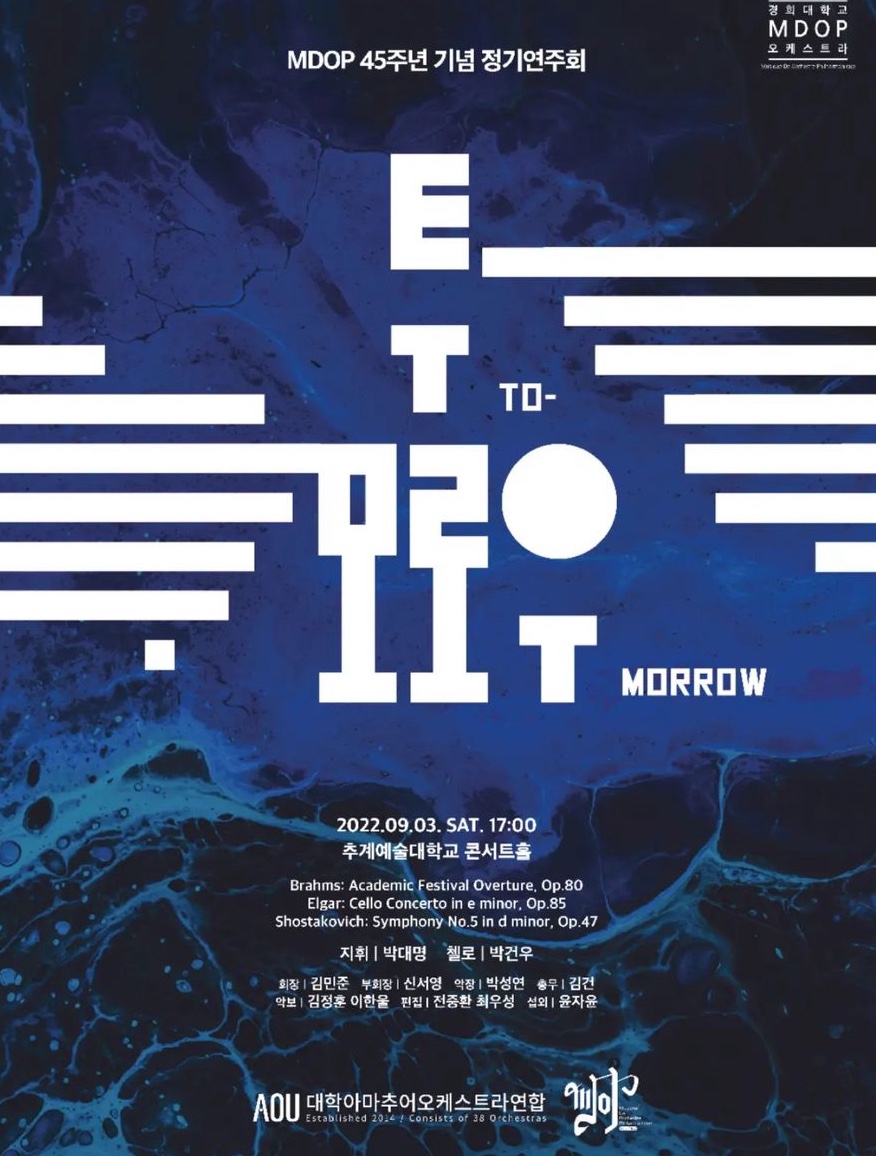 경희대학교
MDOP
오케스트라
MDOP 45주년 기념 정기연주회
E
T
TO-
T
MORROW
2022.09.03. SAT. 17:00
추계예술대학교 콘서트홀
Brahms: Academic Festival Overture, Op.80
Elgar: Cello Concerto in e minor, Op.85
Shostakovich: Symphony No.5 in d minor, Op.47
지휘 | 박대명 첼로 | 박건우
회장 | 김민준 부회장 | 신서영 악장 | 박성연 총무 | 김건
악보 | 김정훈 이한울 편집 | 전중환 최우성 섭외 | 윤자윤
AOU 대학아마추어오케스트라연합
Established 2014 / Consists of 38 Orchestras